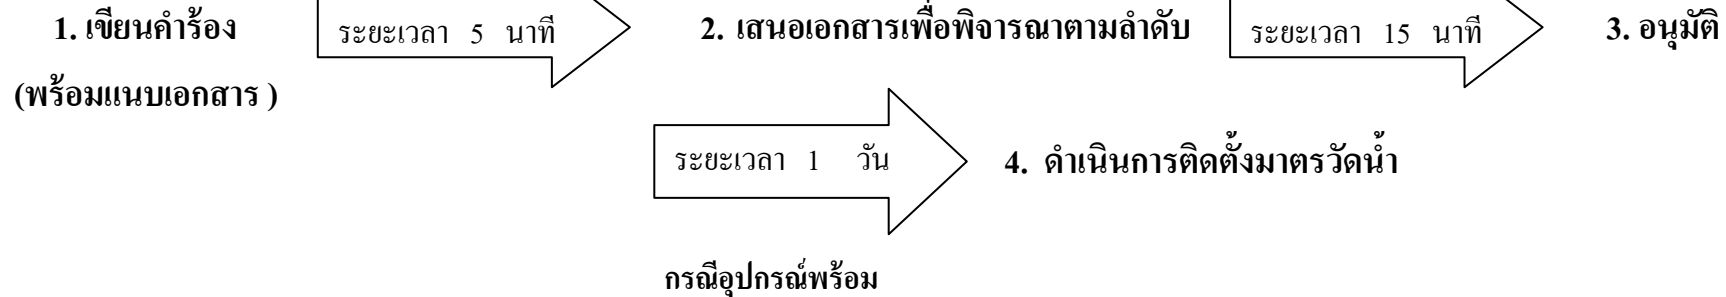 1. เขียนคำร้อง ระยะเวลา 5 นาที 2. เสนอเอกสารเพื่อพิจารณาตามลำดับ ระยะเวลา 15 นาที 3. อนุมัติ
(พร้อมแนบเอกสาร )
ระยะเวลา 1 วัน 4. ดำเนินการติดตั้งมาตรวัดน้ำ
กรณีอุปกรณ์พร้อม